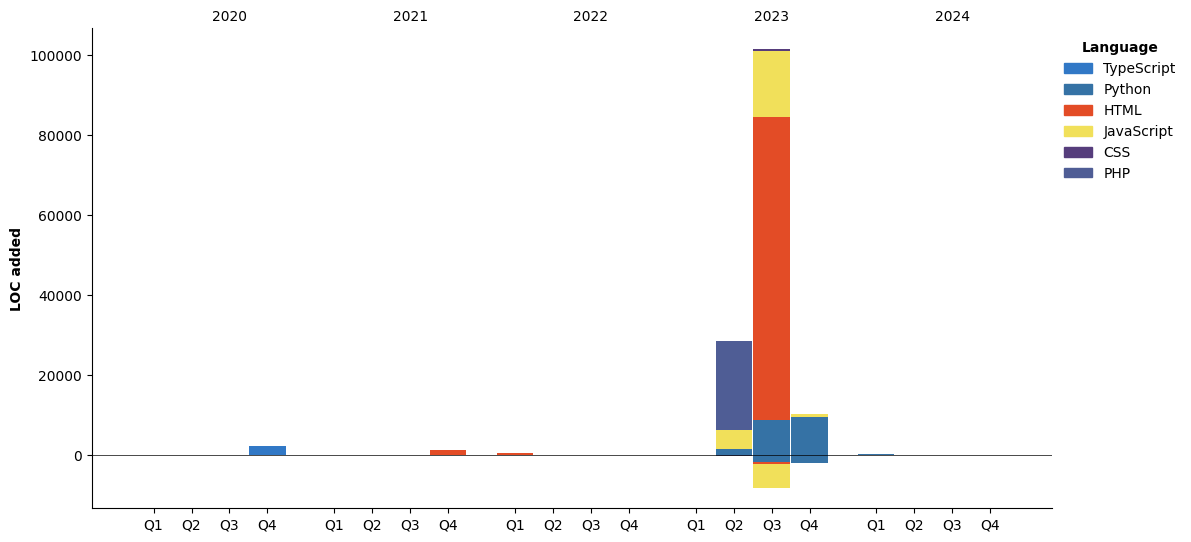 2020 2021 2022 2023 2024
LOC added
100000
80000
60000
40000
20000
0
Q1 Q2 Q3 Q4 Q1 Q2 Q3 Q4 Q1 Q2 Q3 Q4 Q1 Q2 Q3 Q4 Q1 Q2 Q3 Q4
Language
TypeScript
Python
HTML
JavaScript
CSS
PHP